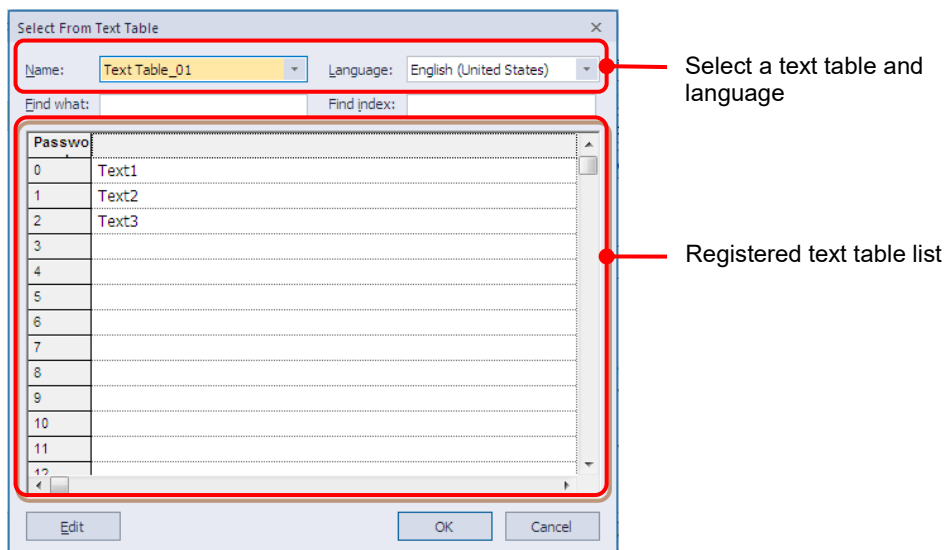 Select From Text Table
Name: Text Table_01 Language: English (United States)
Select a text table and
language
Find what: Find index:
Passwo
0 Text1
1 Text2
2 Text3
3
Registered text table list
4
5
6
7
8
9
10
11
12
Edit OK Cancel